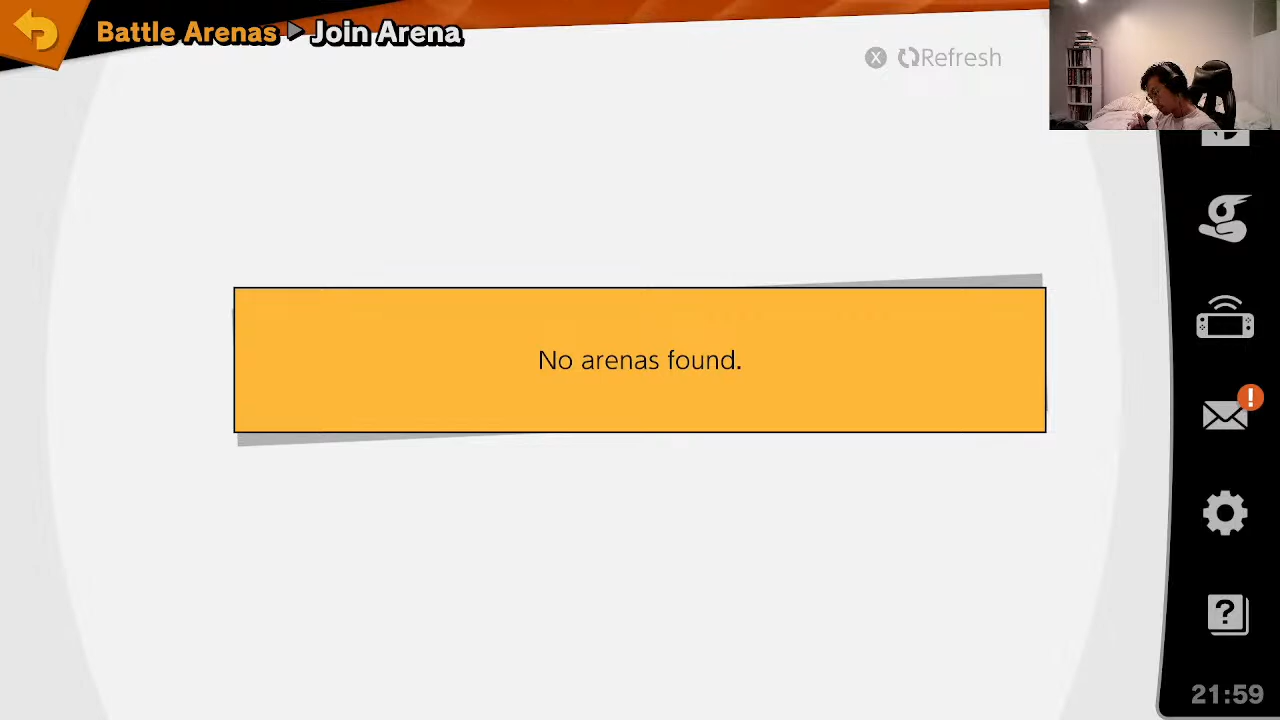 Battle Arenas ▶ Join Arena
X Refresh
No arenas found.
!
?
21:59